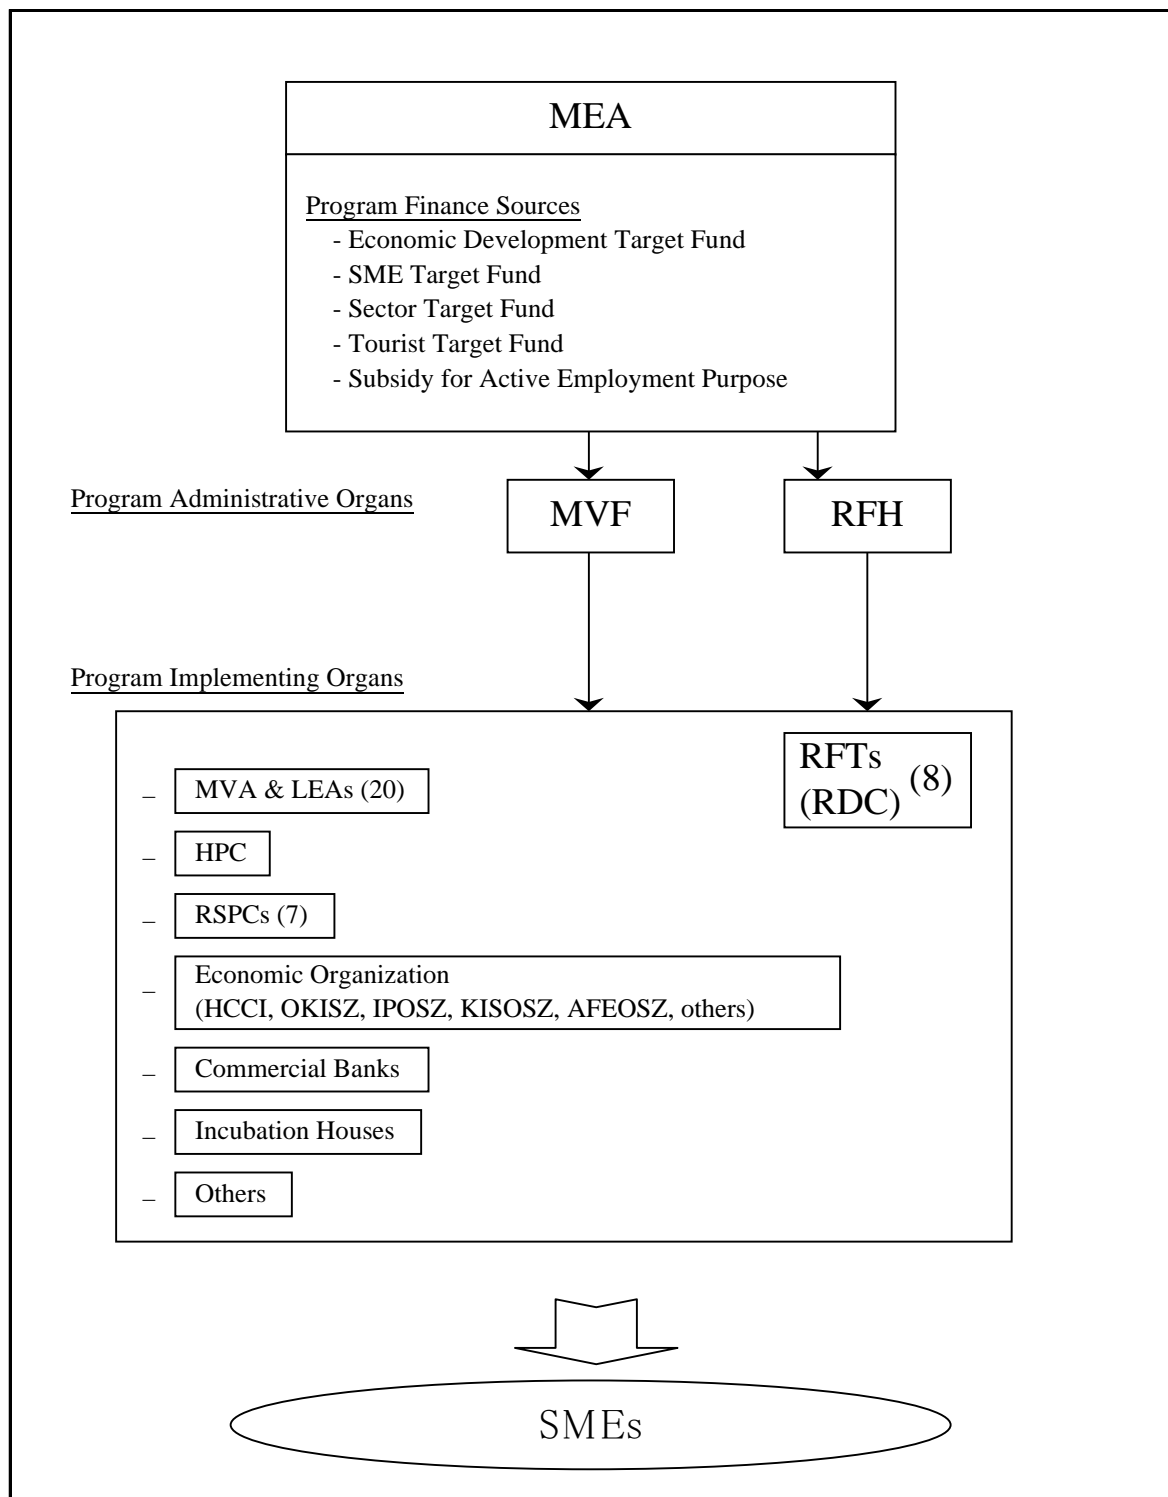 MEA
Program Finance Sources
- Economic Development Target Fund
- SME Target Fund
- Sector Target Fund
- Tourist Target Fund
- Subsidy for Active Employment Purpose
Program Administrative Organs
MVF
RFH
Program Implementing Organs
RFTs
(RDC) (8)
– MVA & LEAs (20)
– HPC
– RSPCs (7)
– Economic Organization
(HCCI, OKISZ, IPOSZ, KISOSZ, AFEOSZ, others)
– Commercial Banks
– Incubation Houses
– Others
SMEs